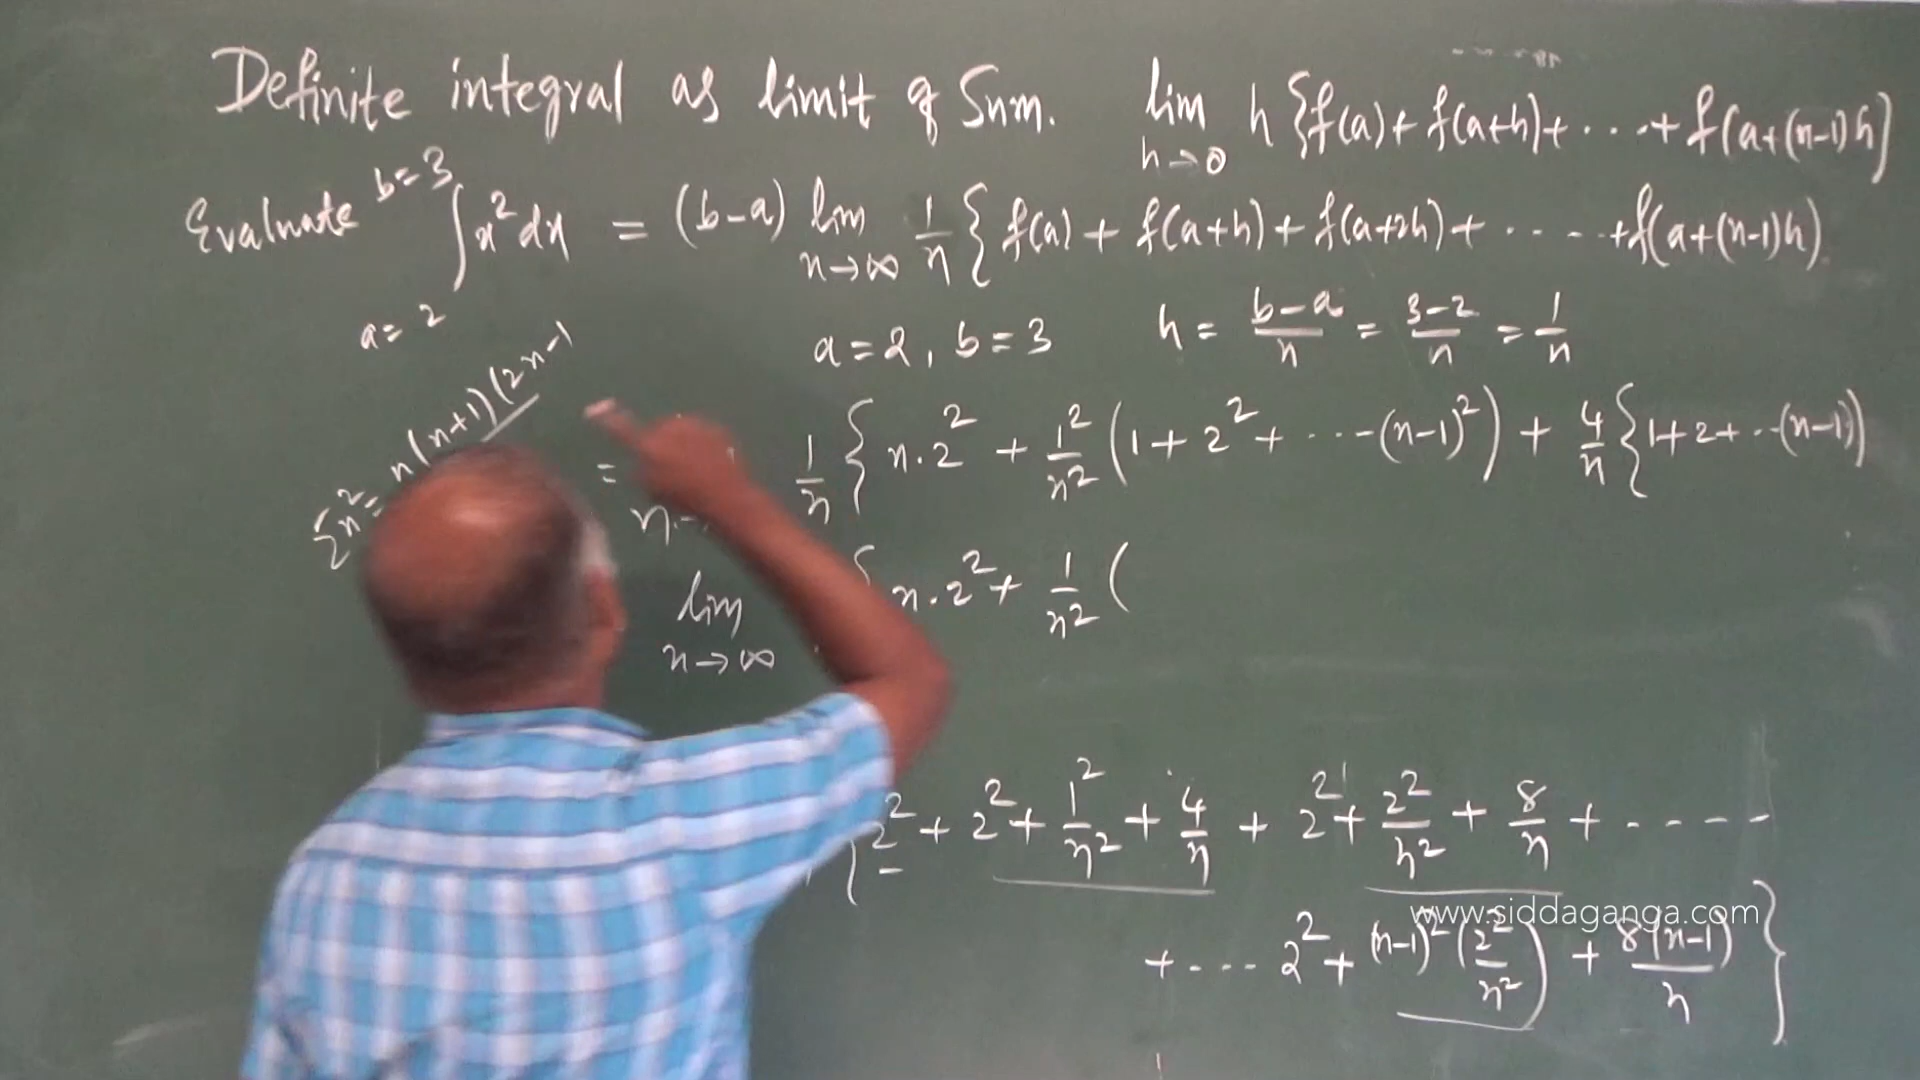 Definite integral as limit of Sum. lim h→0 h {f(a)+ f(a+h)+ ....+ f(a+(n-1)h]
Evaluate b=3 ∫ x² dx = (b-a) lim n→∞ 1/n { f(a) + f(a+h) + f(a+2h) + ..... +f(a+(n-1)h)
a=2
a=2, b=3 h = b-a/n = 3-2/n = 1/n
Σn² = n(n+1)(2n-1
= n→ 1/n { n.2² + 1²/n² (1+2²+ ....(n-1)²) + 4/n {1+2+..(n-1)}
lim n→∞ { n.2² + 1/n² (
{2² + 2² + 1²/n² + 4/n + 2² + 2²/n² + 8/n + .....
www.siddaganga.com
+.... 2² + (n-1)² (2²/n²) + 8(n-1)/n }